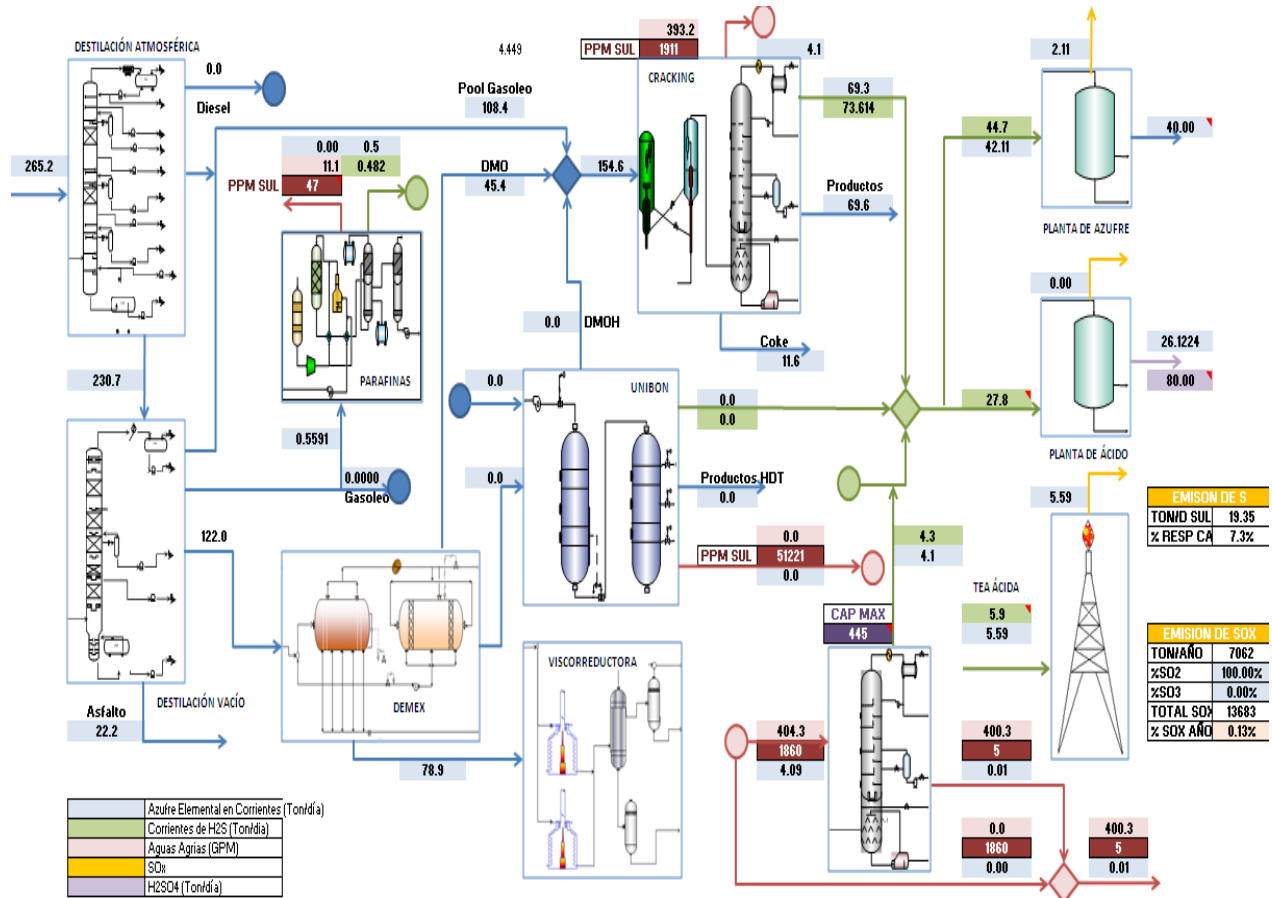 DESTILACIÓN ATMOSFÉRICA
0.0
Diesel
265.2
230.7
4.449
Pool Gasoleo
108.4
0.00 0.5
11.1 0.482
PPM SUL 47
DMO
45.4
154.6
PARAFINAS
0.5591
0.0000
Gasoleo
393.2
PPM SUL 1911
4.1
CRACKING
69.3
73.614
Productos
69.6
Coke
11.6
DMOH
0.0
44.7
42.11
2.11
40.00
PLANTA DE AZUFRE
0.00
26.1224
80.00
27.8
PLANTA DE ÁCIDO
0.0
UNIBON
0.0
0.0
0.0
Productos HDT
0.0
0.0
PPM SUL 51221
0.0
122.0
DEMEX
78.9
DESTILACIÓN VACÍO
Asfalto
22.2
VISCORREDUCTORA
4.3
4.1
CAP MAX
445
404.3
1860
4.09
400.3
5
0.01
0.0
1860
0.00
400.3
5
0.01
TEA ÁCIDA
5.9
5.59
5.59
EMISON DE S
TON/D SUL 19.35
% RESP CA 7.3%
EMISION DE SOX
TON/AÑO 7062
%SO2 100.00%
%SO3 0.00%
TOTAL SOX 13683
% SOX AÑO 0.13%
Azufre Elemental en Corrientes (Ton/día)
Corrientes de H2S (Ton/dia)
Aguas Agrias (GPM)
SOx
H2SO4 (Ton/día)